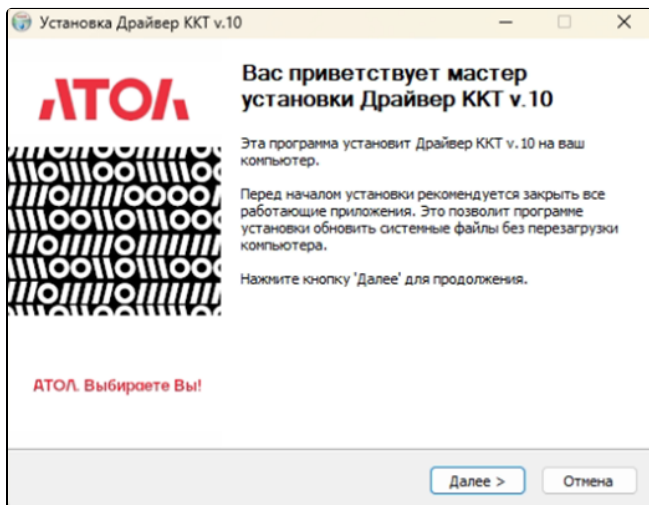 Установка Драйвер ККТ v.10
АТОЛ
Вас приветствует мастер
установки Драйвер ККТ v.10
Эта программа установит Драйвер ККТ v.10 на ваш
компьютер.
Перед началом установки рекомендуется закрыть все
работающие приложения. Это позволит программе
установки обновить системные файлы без перезагрузки
компьютера.
Нажмите кнопку 'Далее' для продолжения.
АТОЛ. Выбираете Вы!
Далее >
Отмена